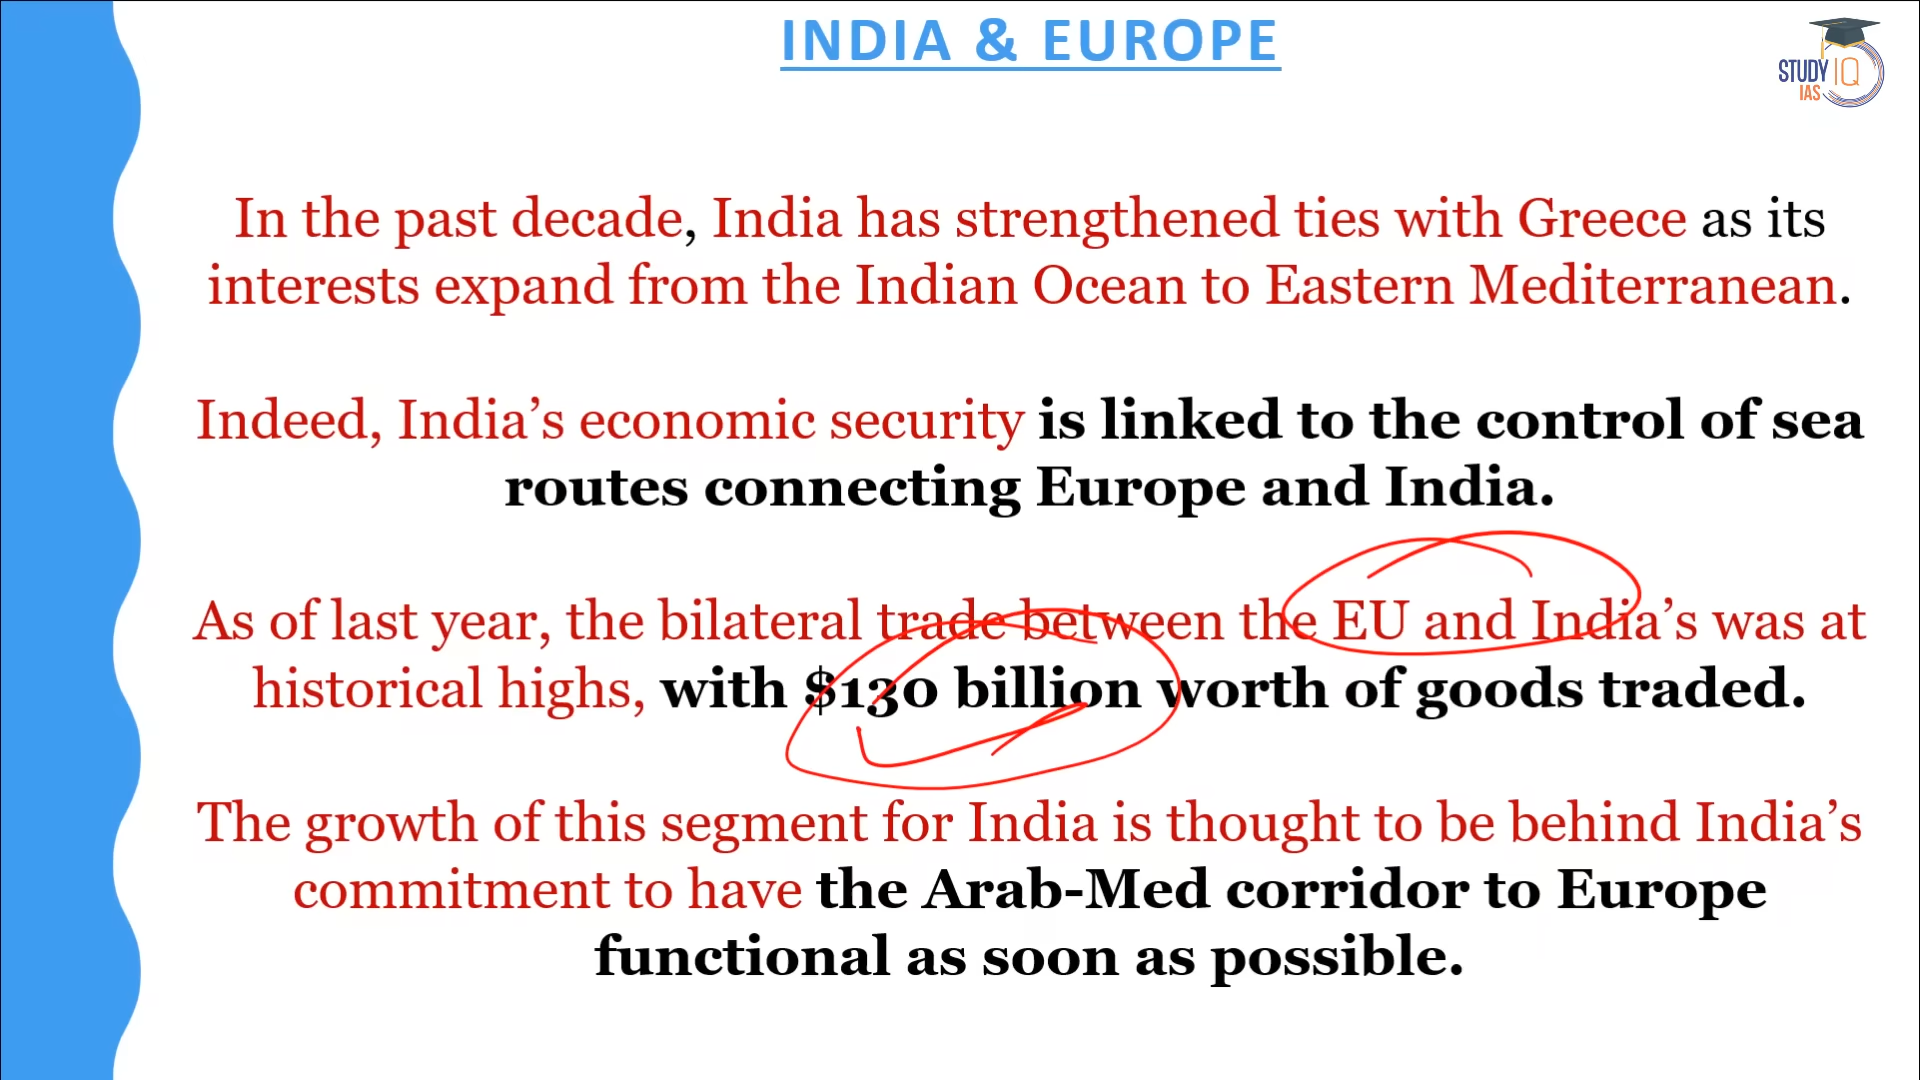 INDIA & EUROPE
STUDY IQ
IAS
In the past decade, India has strengthened ties with Greece as its
interests expand from the Indian Ocean to Eastern Mediterranean.
Indeed, India’s economic security is linked to the control of sea
routes connecting Europe and India.
As of last year, the bilateral trade between the EU and India’s was at
historical highs, with $130 billion worth of goods traded.
The growth of this segment for India is thought to be behind India’s
commitment to have the Arab-Med corridor to Europe
functional as soon as possible.